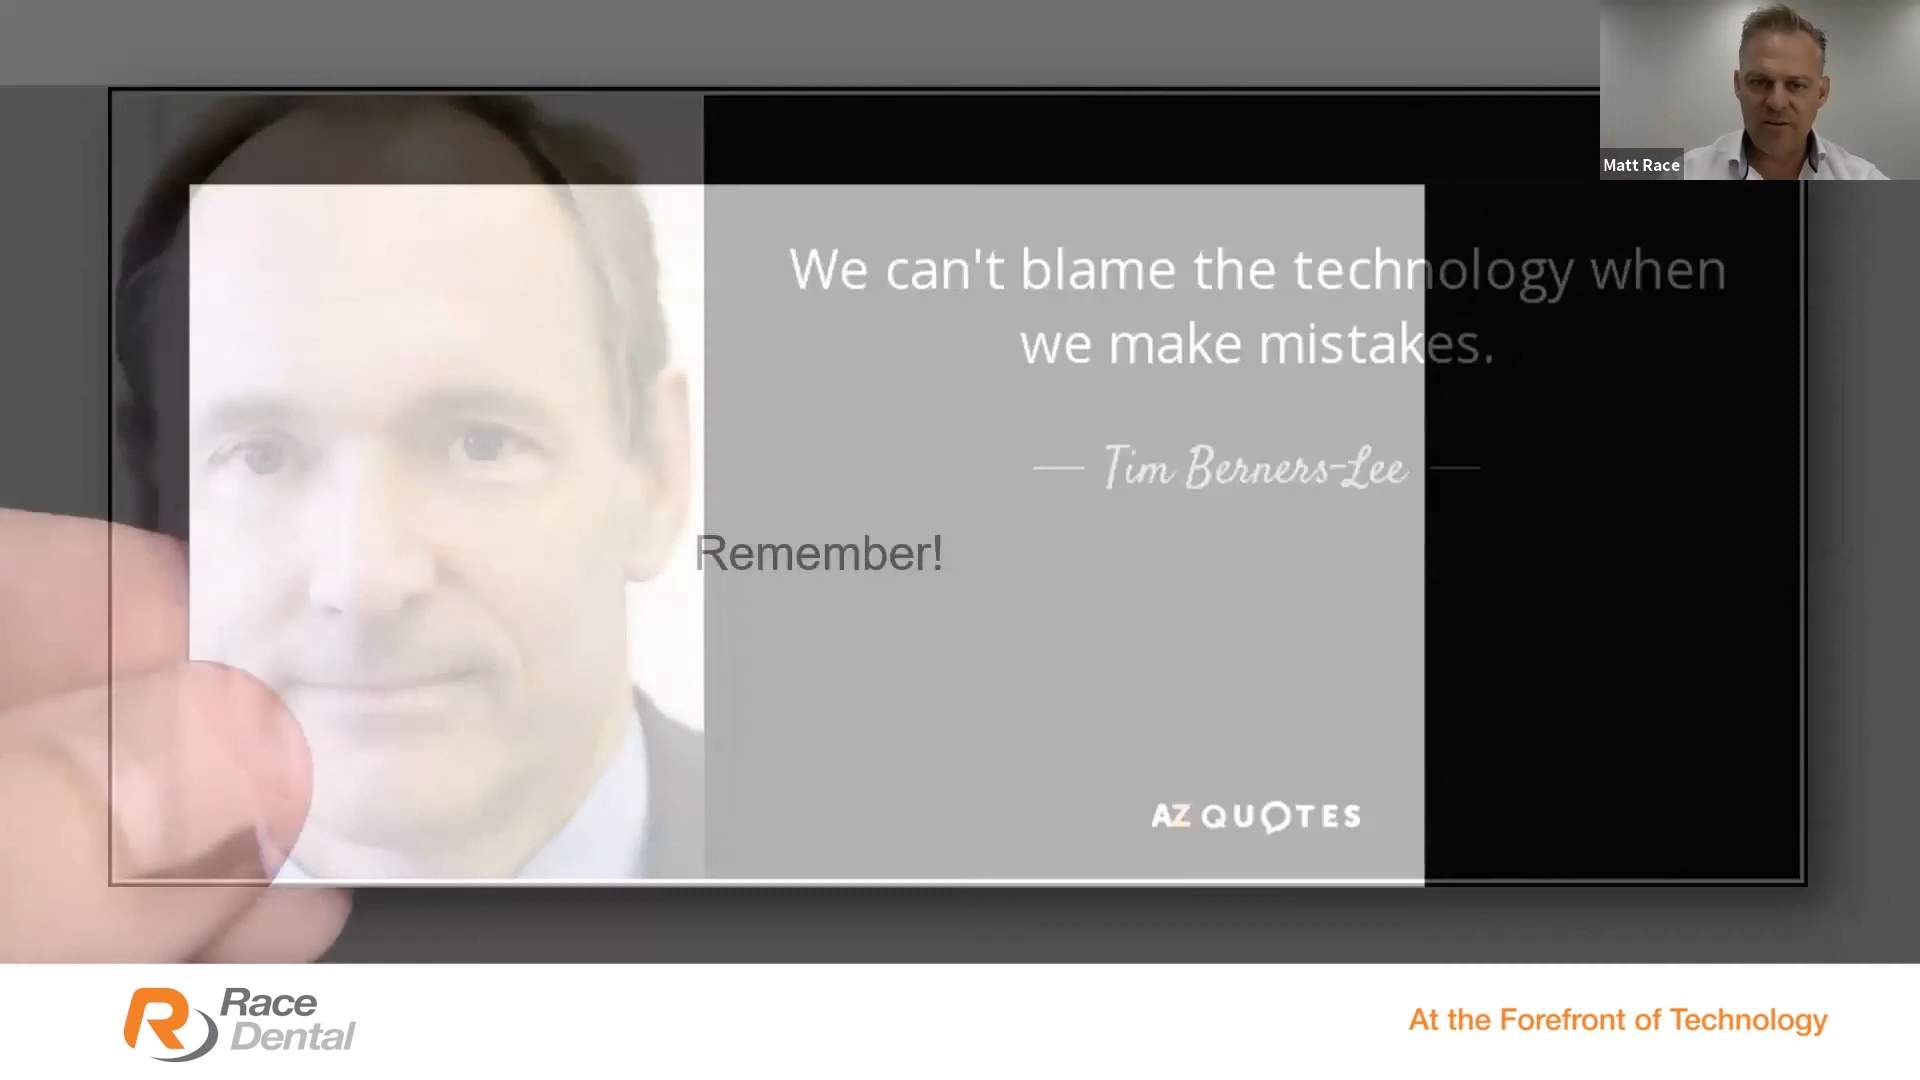 Matt Race
We can't blame the technology when
we make mistakes.
Tim Berners-Lee
Remember!
AZ QUOTES
Race
Dental
At the Forefront of Technology